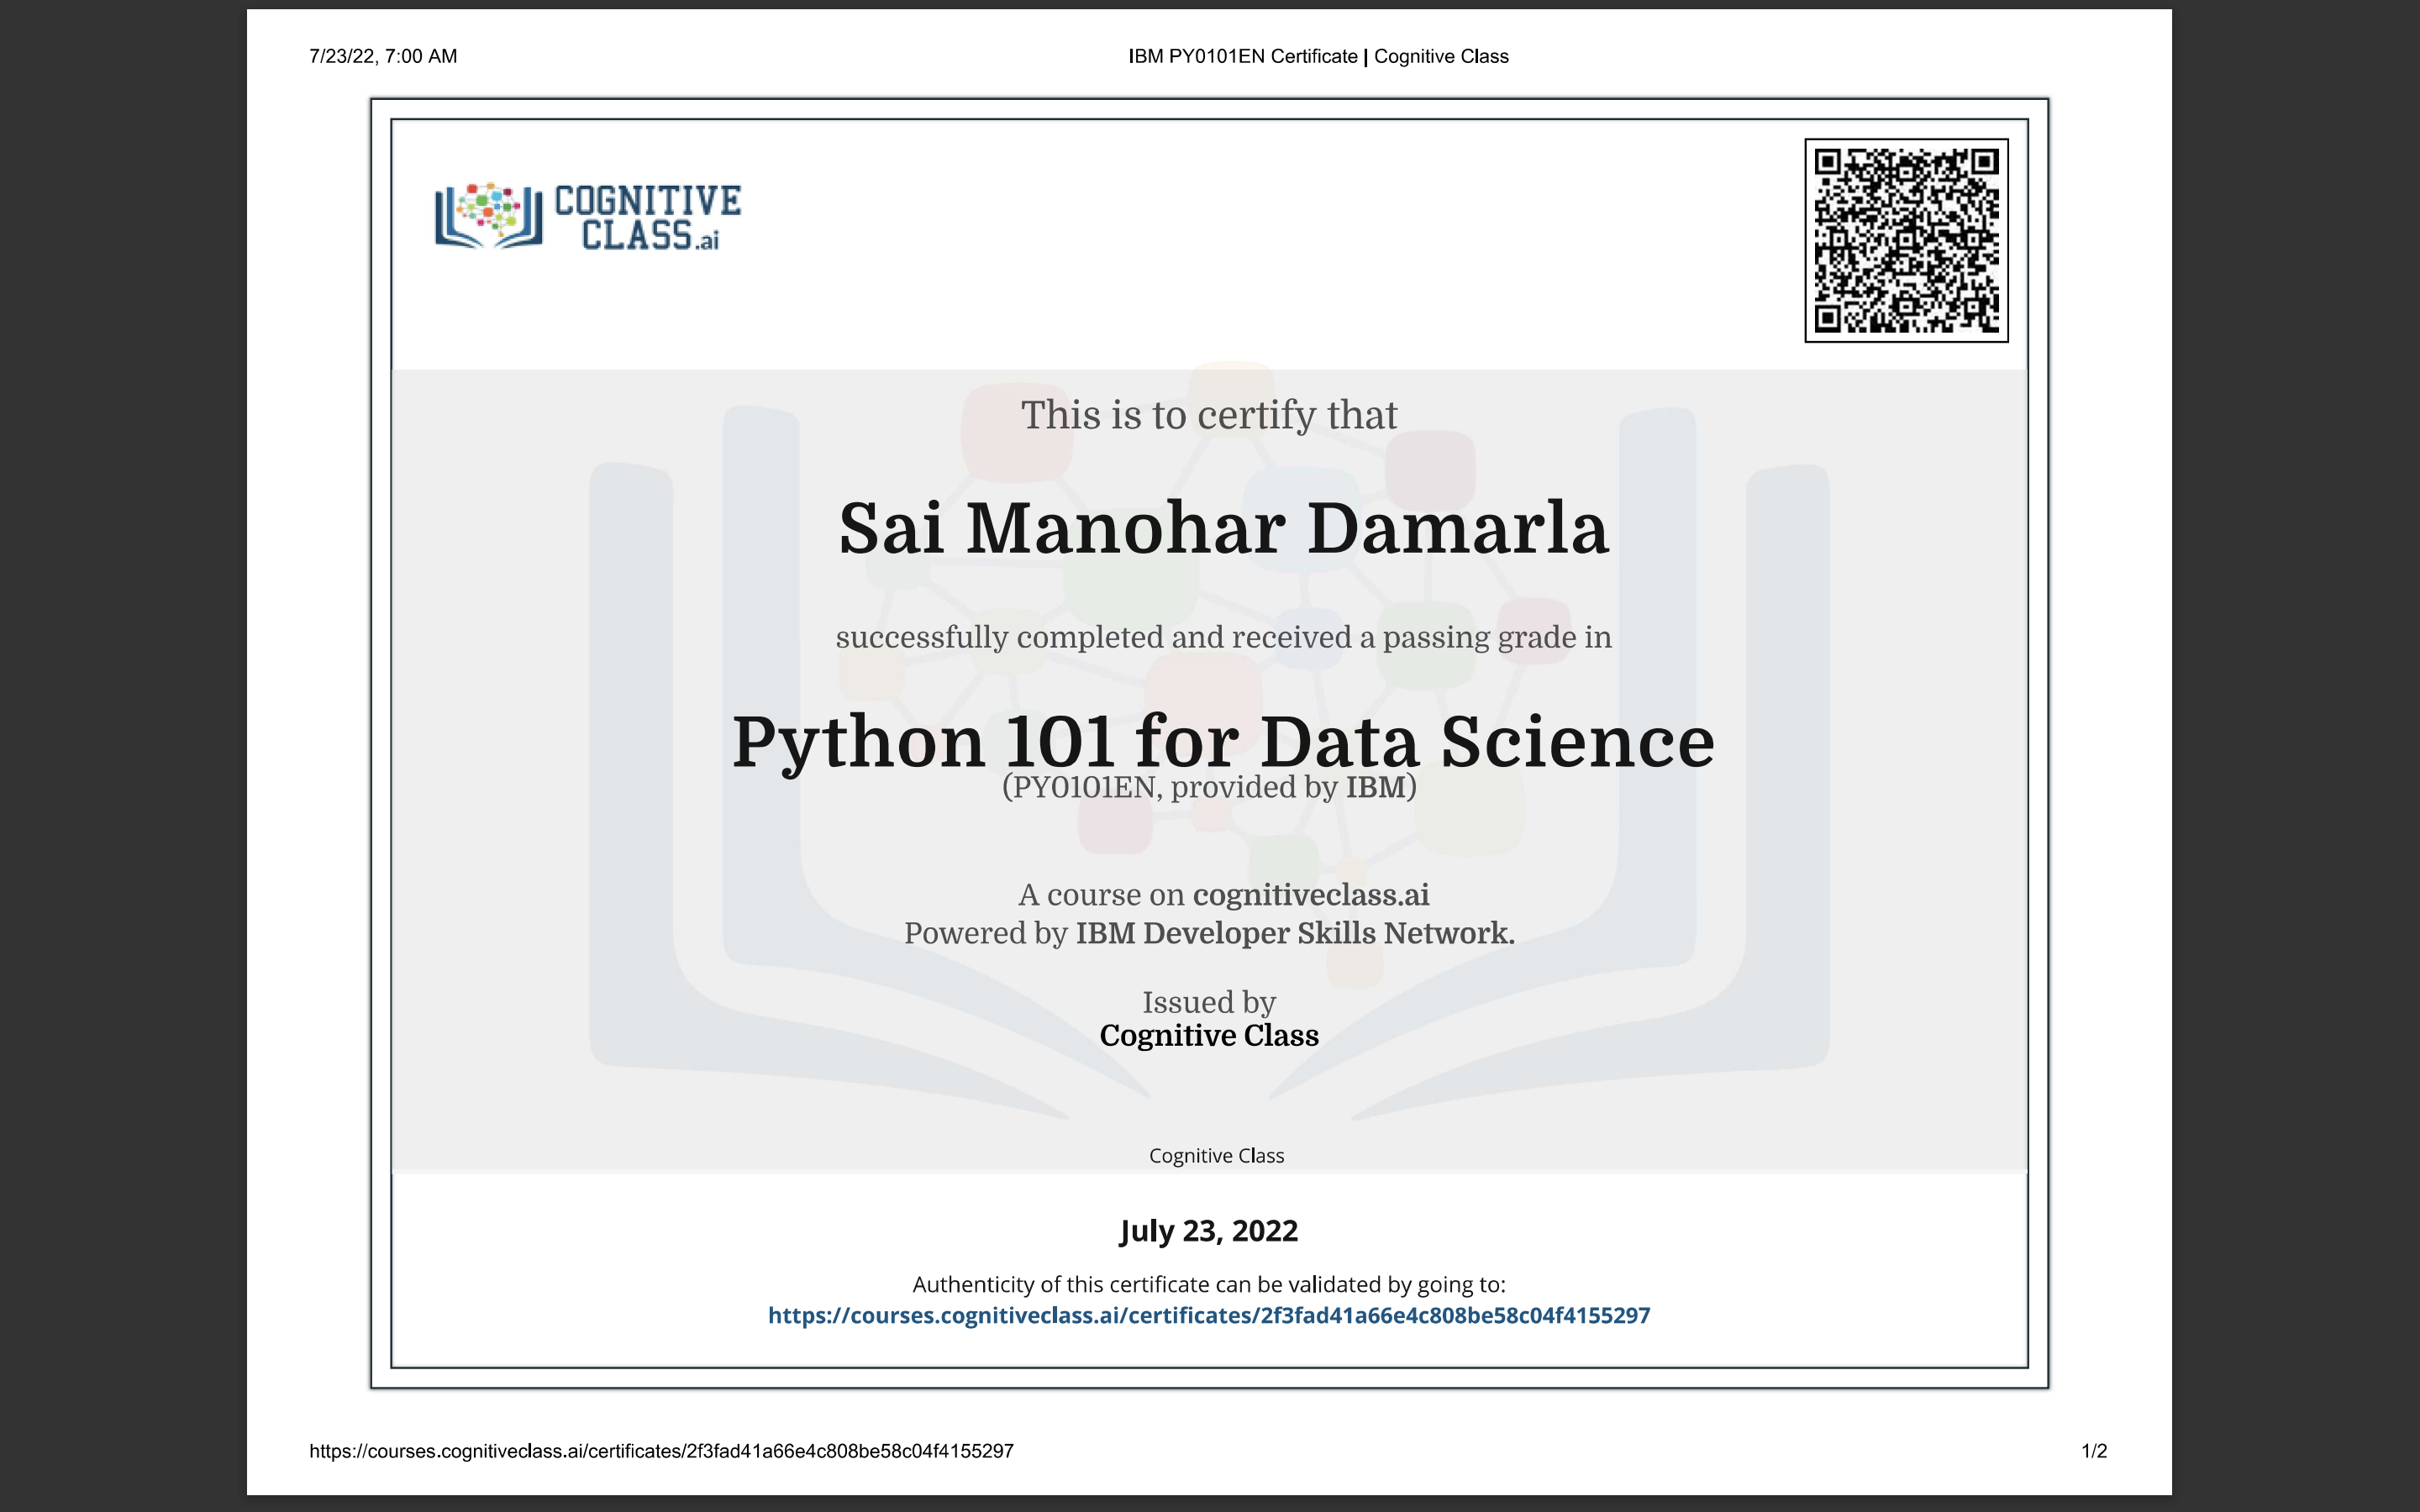 7/23/22, 7:00 AM
IBM PY0101EN Certificate | Cognitive Class
COGNITIVE
CLASS.ai
This is to certify that
Sai Manohar Damarla
successfully completed and received a passing grade in
Python 101 for Data Science
(PY0101EN, provided by IBM)
A course on cognitiveclass.ai
Powered by IBM Developer Skills Network.
Issued by
Cognitive Class
Cognitive Class
July 23, 2022
Authenticity of this certificate can be validated by going to:
https://courses.cognitiveclass.ai/certificates/2f3fad41a66e4c808be58c04f4155297
https://courses.cognitiveclass.ai/certificates/2f3fad41a66e4c808be58c04f4155297
1/2